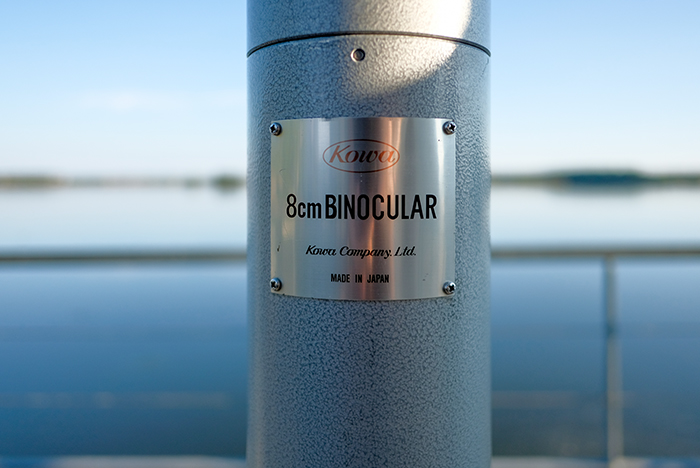 Kowa
8cm BINOCULAR
Kowa Company. Ltd.
MADE IN JAPAN